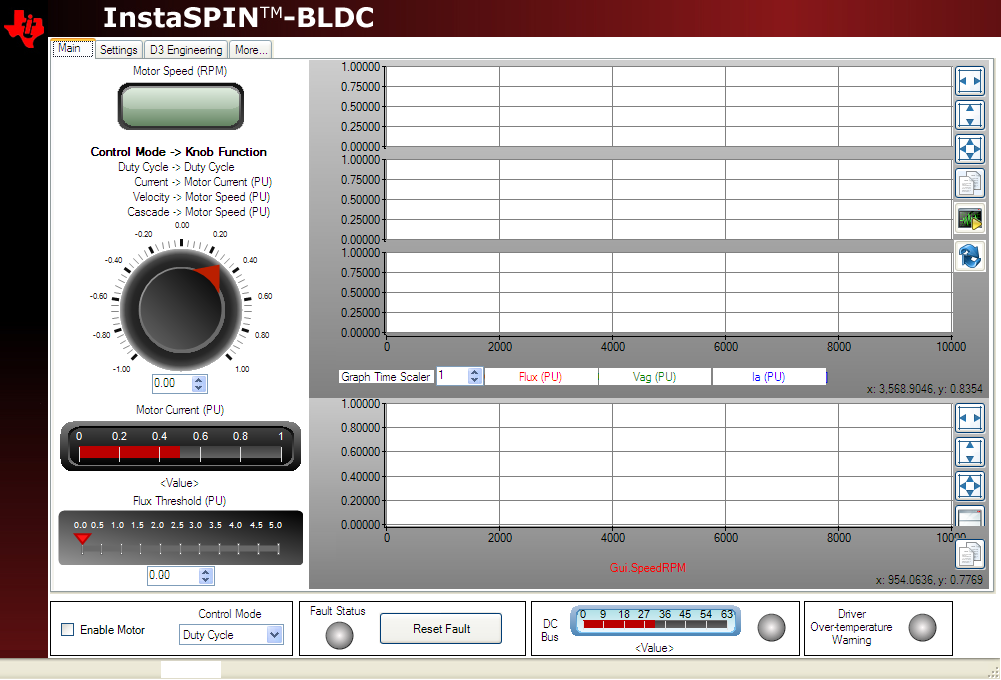 InstaSPIN™-BLDC
Main Settings D3 Engineering More...
Motor Speed (RPM)
Control Mode -> Knob Function
Duty Cycle -> Duty Cycle
Current -> Motor Current (PU)
Velocity -> Motor Speed (PU)
Cascade -> Motor Speed (PU)
0.00
-0.20 0.20
-0.40 0.40
-0.60 0.60
-0.80 0.80
-1.00 1.00
0.00
Motor Current (PU)
0 0.2 0.4 0.6 0.8 1
<Value>
Flux Threshold (PU)
0.0 0.5 1.0 1.5 2.0 2.5 3.0 3.5 4.0 4.5 5.0
0.00
1.00000
0.75000
0.50000
0.25000
0.00000
1.00000
0.75000
0.50000
0.25000
0.00000
1.00000
0.75000
0.50000
0.25000
0.00000
0 2000 4000 6000 8000 10000
Graph Time Scaler 1 Flux (PU) Vag (PU) Ia (PU)
x: 3,568.9046, y: 0.8354
1.00000
0.80000
0.60000
0.40000
0.20000
0.00000
0 2000 4000 6000 8000 10000
Gui.SpeedRPM
x: 954.0636, y: 0.7769
Enable Motor
Control Mode
Duty Cycle
Fault Status
Reset Fault
DC
Bus
0 9 18 27 36 45 54 63
<Value>
Driver
Over-temperature
Warning